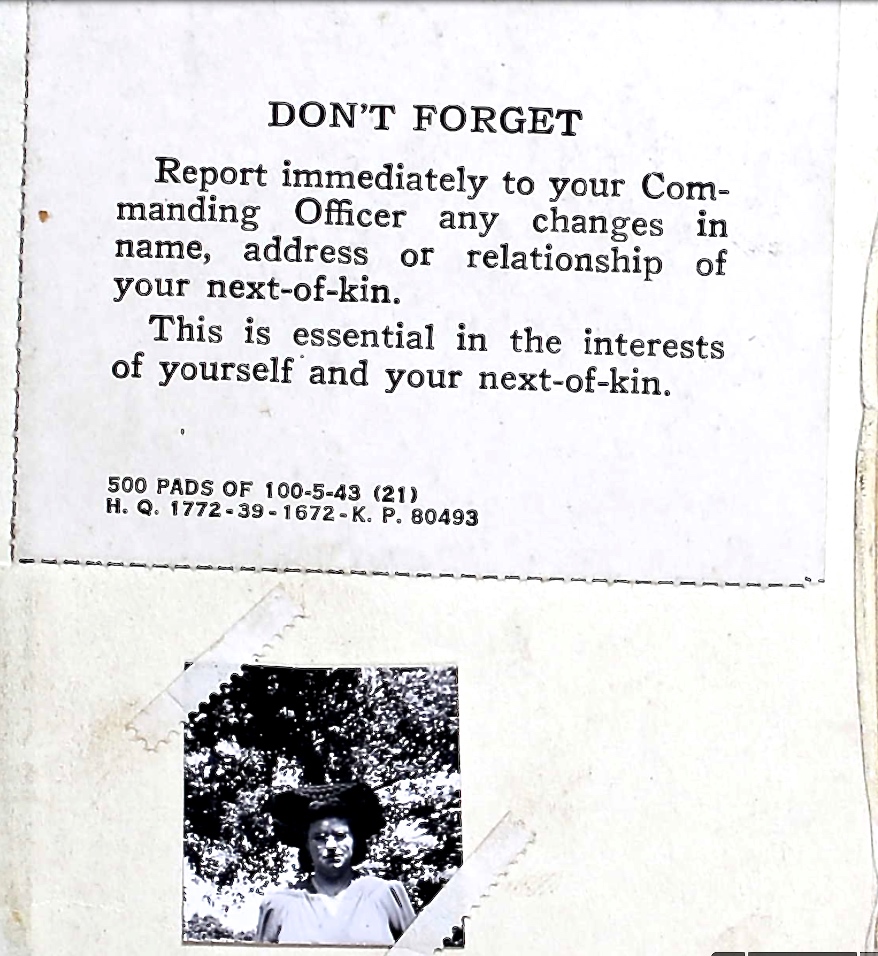 DON'T FORGET
Report immediately to your Com-
manding Officer any changes in
name, address or relationship of
your next-of-kin.
This is essential in the interests
of yourself and your next-of-kin.
500 PADS OF 100-5-43 (21)
H. Q. 1772-39-1672-K. P. 80493